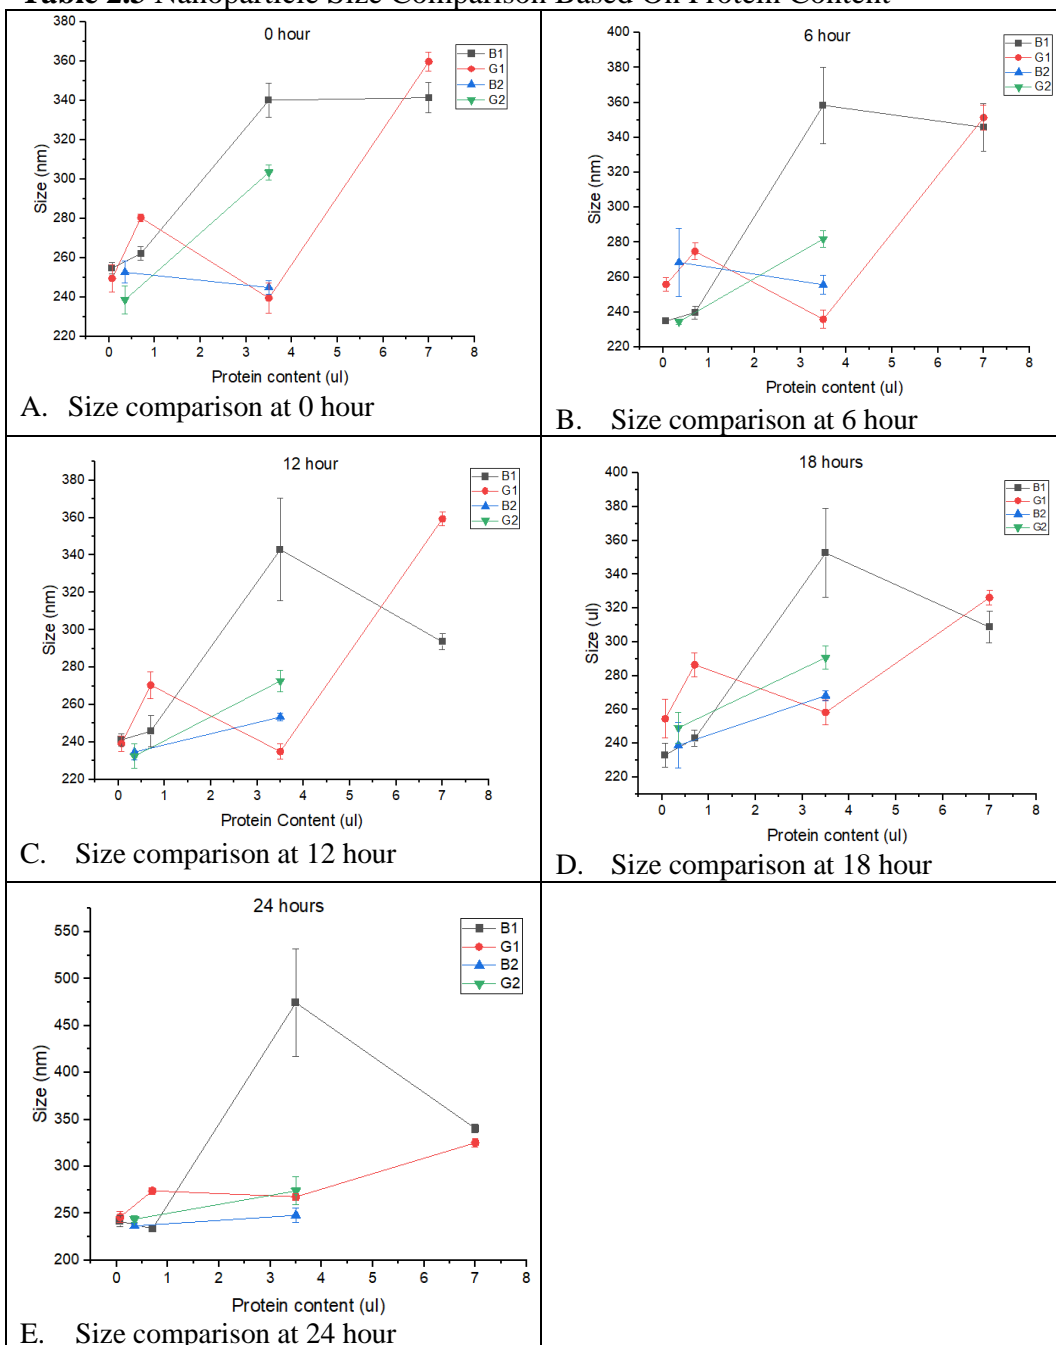 Table 2.3 Nanoparticle Size Comparison Based On Protein Content
0 hour
B1
G1
B2
G2
380
360
340
320
300
280
260
240
220
Size (nm)
0 1 2 3 4 5 6 7 8
Protein content (ul)
A. Size comparison at 0 hour
6 hour
B1
G1
B2
G2
400
380
360
340
320
300
280
260
240
220
Size (nm)
0 1 2 3 4 5 6 7 8
Protein content (ul)
B. Size comparison at 6 hour
12 hour
B1
G1
B2
G2
380
360
340
320
300
280
260
240
220
Size (nm)
0 1 2 3 4 5 6 7 8
Protein Content (ul)
C. Size comparison at 12 hour
18 hours
B1
G1
B2
G2
400
380
360
340
320
300
280
260
240
220
Size (ul)
0 1 2 3 4 5 6 7 8
Protein content (ul)
D. Size comparison at 18 hour
24 hours
B1
G1
B2
G2
550
500
450
400
350
300
250
200
Size (nm)
0 1 2 3 4 5 6 7 8
Protein content (ul)
E. Size comparison at 24 hour